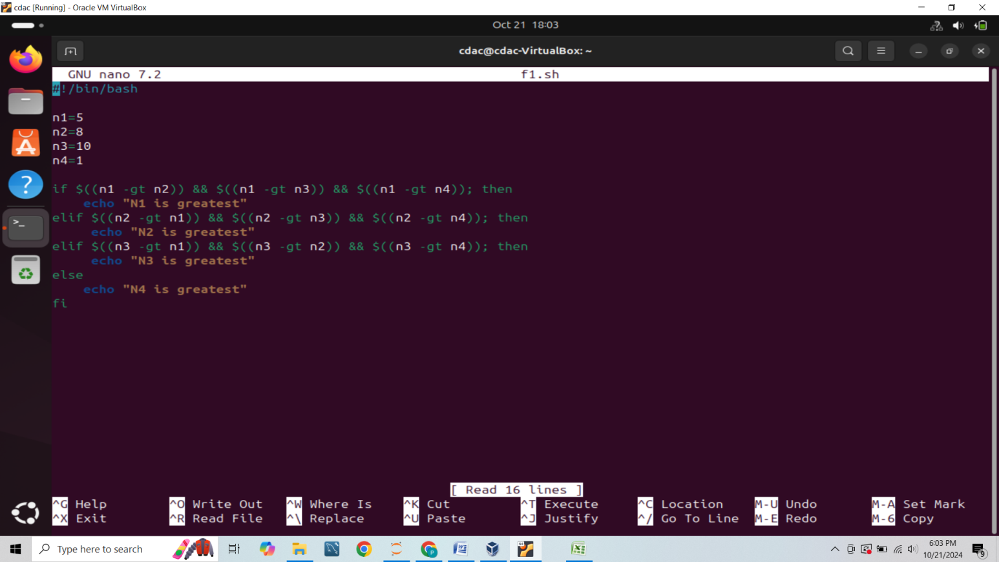 cdac [Running] - Oracle VM VirtualBox
Oct 21 18:03
cdac@cdac-VirtualBox: ~
GNU nano 7.2 f1.sh
#!/bin/bash
n1=5
n2=8
n3=10
n4=1
if $((n1 -gt n2)) && $((n1 -gt n3)) && $((n1 -gt n4)); then
echo "N1 is greatest"
elif $((n2 -gt n1)) && $((n2 -gt n3)) && $((n2 -gt n4)); then
echo "N2 is greatest"
elif $((n3 -gt n1)) && $((n3 -gt n2)) && $((n3 -gt n4)); then
echo "N3 is greatest"
else
echo "N4 is greatest"
fi
[ Read 16 lines ]
^G Help ^O Write Out ^W Where Is ^K Cut ^T Execute ^C Location M-U Undo M-A Set Mark
^X Exit ^R Read File ^\ Replace ^U Paste ^J Justify ^/ Go To Line M-E Redo M-6 Copy
Type here to search
6:03 PM
10/21/2024
9